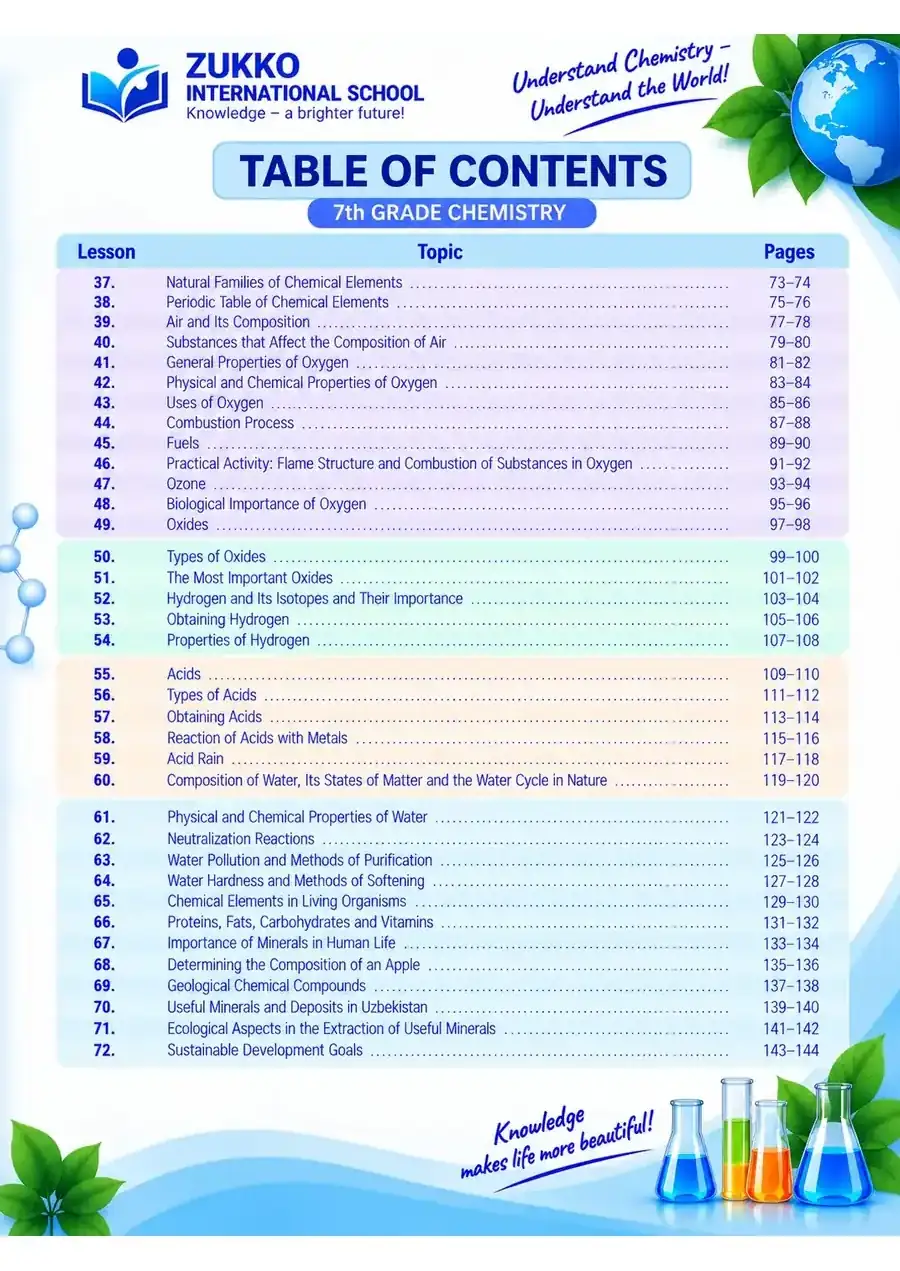 ZUKKO
INTERNATIONAL SCHOOL
Knowledge – a brighter future!
Understand Chemistry –
Understand the World!
TABLE OF CONTENTS
7th GRADE CHEMISTRY
Lesson Topic Pages
37. Natural Families of Chemical Elements 73–74
38. Periodic Table of Chemical Elements 75–76
39. Air and Its Composition 77–78
40. Substances that Affect the Composition of Air 79–80
41. General Properties of Oxygen 81–82
42. Physical and Chemical Properties of Oxygen 83–84
43. Uses of Oxygen 85–86
44. Combustion Process 87–88
45. Fuels 89–90
46. Practical Activity: Flame Structure and Combustion of Substances in Oxygen 91–92
47. Ozone 93–94
48. Biological Importance of Oxygen 95–96
49. Oxides 97–98
50. Types of Oxides 99–100
51. The Most Important Oxides 101–102
52. Hydrogen and Its Isotopes and Their Importance 103–104
53. Obtaining Hydrogen 105–106
54. Properties of Hydrogen 107–108
55. Acids 109–110
56. Types of Acids 111–112
57. Obtaining Acids 113–114
58. Reaction of Acids with Metals 115–116
59. Acid Rain 117–118
60. Composition of Water, Its States of Matter and the Water Cycle in Nature 119–120
61. Physical and Chemical Properties of Water 121–122
62. Neutralization Reactions 123–124
63. Water Pollution and Methods of Purification 125–126
64. Water Hardness and Methods of Softening 127–128
65. Chemical Elements in Living Organisms 129–130
66. Proteins, Fats, Carbohydrates and Vitamins 131–132
67. Importance of Minerals in Human Life 133–134
68. Determining the Composition of an Apple 135–136
69. Geological Chemical Compounds 137–138
70. Useful Minerals and Deposits in Uzbekistan 139–140
71. Ecological Aspects in the Extraction of Useful Minerals 141–142
72. Sustainable Development Goals 143–144
Knowledge
makes life more beautiful!